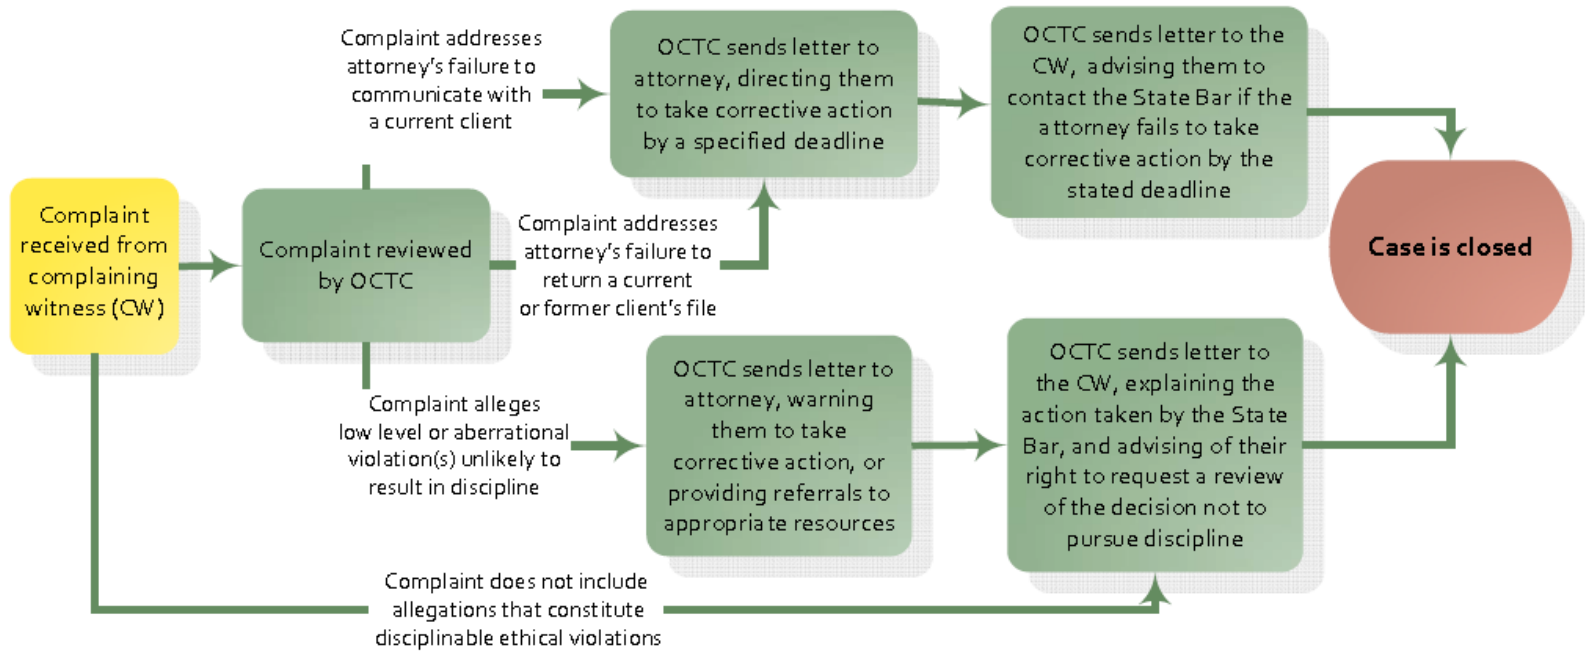 Complaint
received from
complaining
witness (CW)
Complaint reviewed
by OCTC
Complaint addresses
attorney's failure to
communicate with
a current client
OCTC sends letter to
attorney, directing them
to take corrective action
by a specified deadline
OCTC sends letter to the
CW, advising them to
contact the State Bar if the
attorney fails to take
corrective action by the
stated deadline
Complaint addresses
attorney's failure to
return a current
or former client's file
Case is closed
Complaint alleges
low level or aberrational
violation(s) unlikely to
result in discipline
OCTC sends letter to
attorney, warning
them to take
corrective action, or
providing referrals to
appropriate resources
OCTC sends letter to
the CW, explaining the
action taken by the State
Bar, and advising of their
right to request a review
of the decision not to
pursue discipline
Complaint does not include
allegations that constitute
disciplinable ethical violations